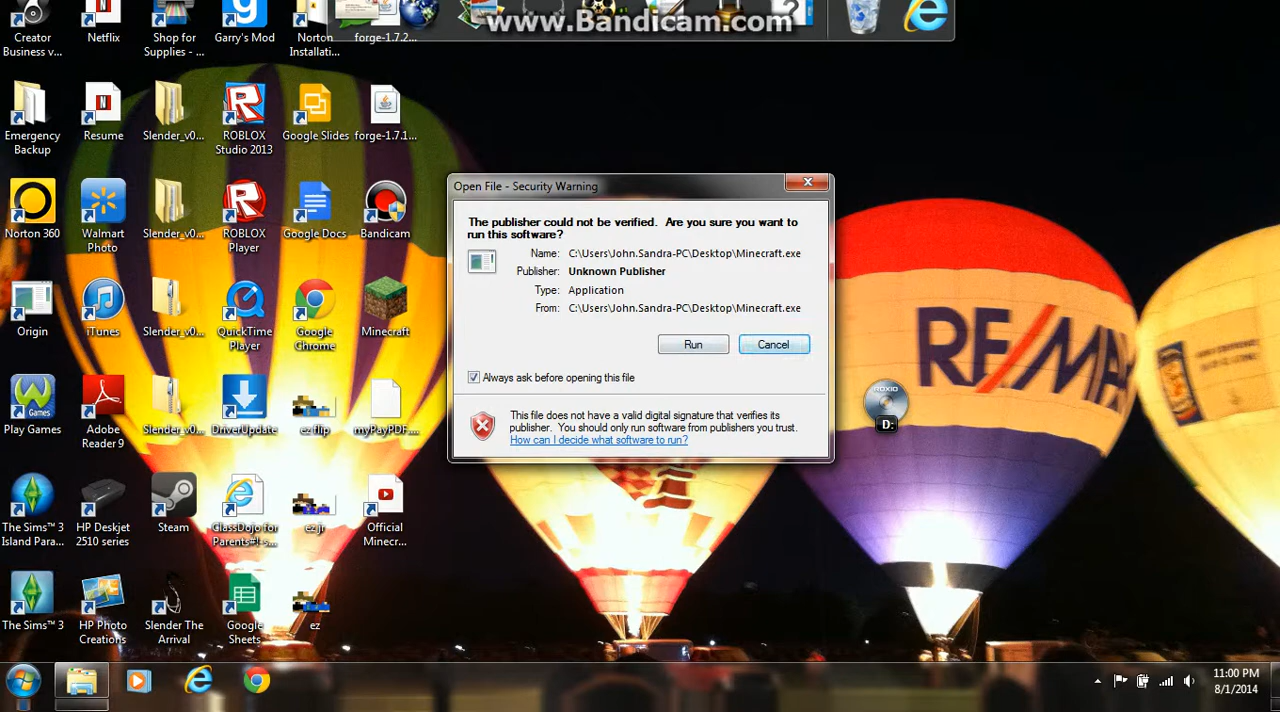 www.Bandicam.com
Creator Business v...
Netflix
Shop for Supplies - ...
Garry's Mod
Norton Installati...
forge-1.7.2...
Emergency Backup
Resume
Slender_v0...
ROBLOX Studio 2013
Google Slides
forge-1.7.1...
Norton 360
Walmart Photo
Slender_v0...
ROBLOX Player
Google Docs
Bandicam
Origin
iTunes
Slender_v0...
QuickTime Player
Google Chrome
Minecraft
Games
Play Games
Adobe Reader 9
Slender_v0...
DriverUpdate
ez flip
myPayPDF....
The Sims™ 3 Island Para...
HP Deskjet 2510 series
Steam
ClassDojo for Parents#!-s...
ez jr
Official Minecr...
The Sims™ 3
HP Photo Creations
Slender The Arrival
Google Sheets
ez
Open File - Security Warning
The publisher could not be verified.  Are you sure you want to
run this software?
Name: C:\Users\John.Sandra-PC\Desktop\Minecraft.exe
Publisher: Unknown Publisher
Type: Application
From: C:\Users\John.Sandra-PC\Desktop\Minecraft.exe
Run
Cancel
Always ask before opening this file
This file does not have a valid digital signature that verifies its
publisher.  You should only run software from publishers you trust.
How can I decide what software to run?
RE/MAX
ROXIO
D:
11:00 PM
8/1/2014